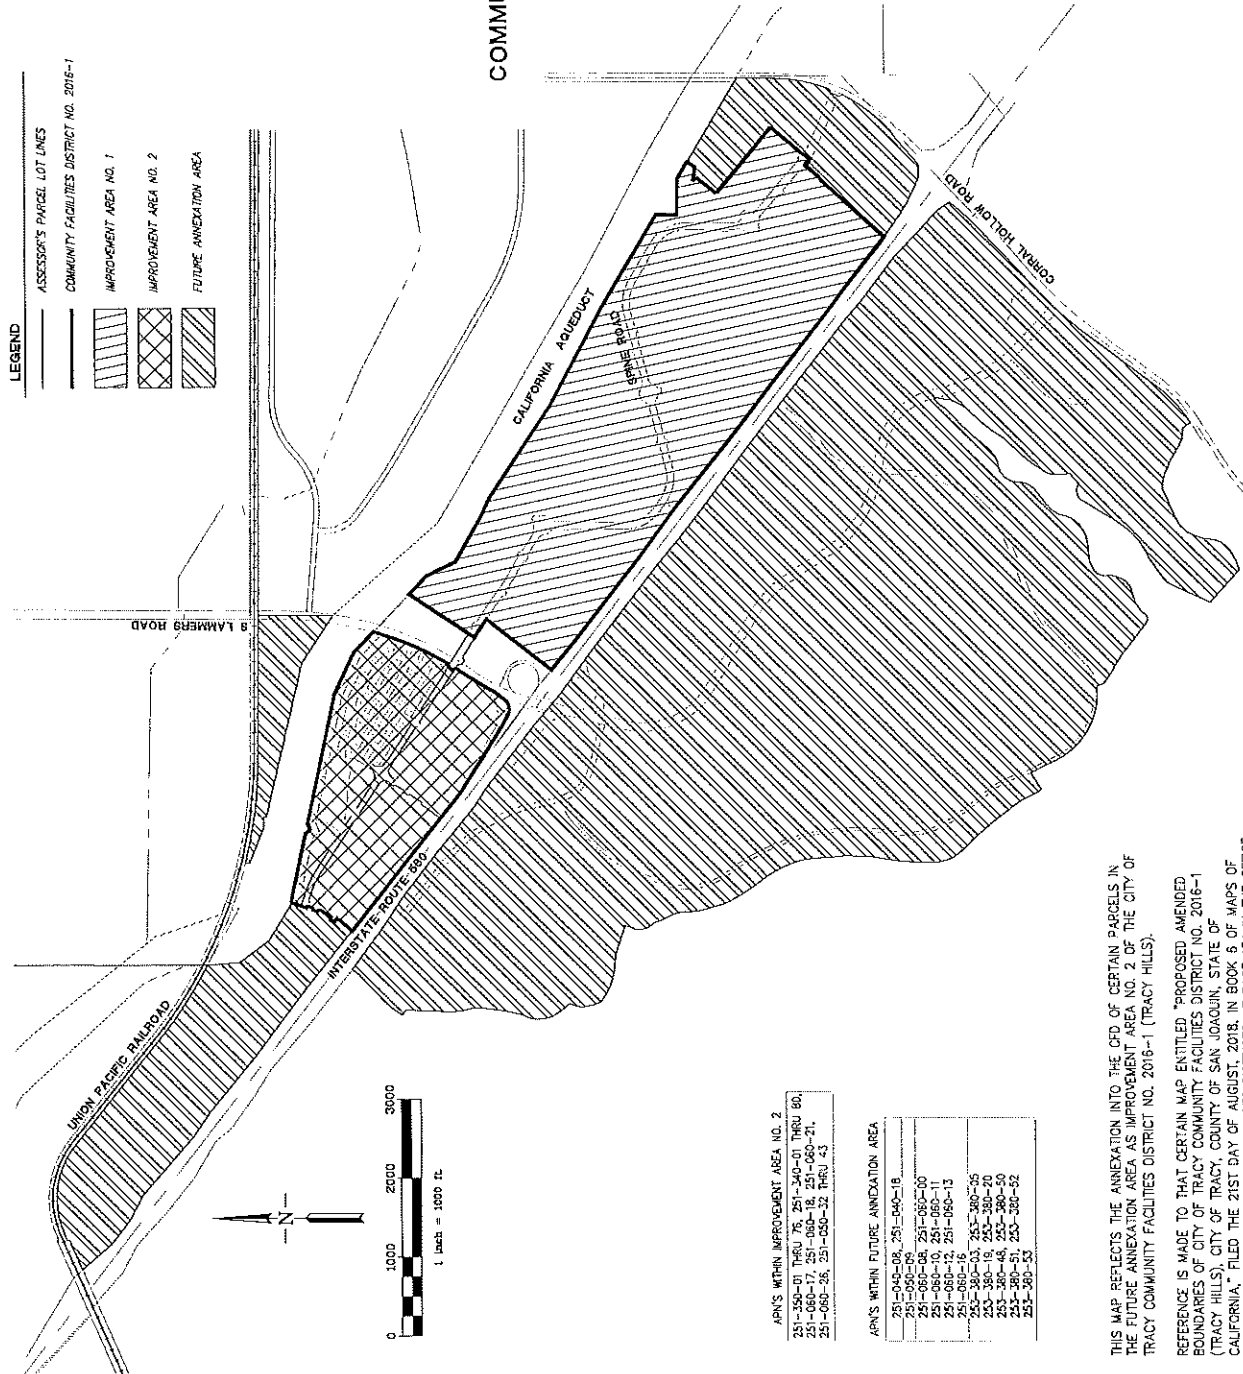 COMMU
LEGEND
ASSESSOR'S PARCEL LOT LINES
COMMUNITY FACILITIES DISTRICT NO. 2016-1
IMPROVEMENT AREA NO. 1
IMPROVEMENT AREA NO. 2
FUTURE ANNEXATION AREA
S LAMMERS ROAD
UNION PACIFIC RAILROAD
CALIFORNIA AQUEDUCT
SPINE ROAD
INTERSTATE ROUTE 580
CORRAL HOLLOW ROAD
-N-
0 1000 2000 3000
1 inch = 1000 ft.
APN'S WITHIN IMPROVEMENT AREA NO. 2
251-350-01 THRU 76, 251-340-01 THRU 80,
251-060-17, 251-060-18, 251-060-21,
251-060-26, 251-050-32 THRU 43
APN'S WITHIN FUTURE ANNEXATION AREA
251-040-08, 251-040-18
251-050-09
251-060-08, 251-060-00
251-060-10, 251-060-11
251-060-12, 251-060-13
251-060-16
253-380-03, 253-380-05
253-380-19, 253-380-20
253-380-48, 253-380-50
253-380-51, 253-380-52
253-380-53
THIS MAP REFLECTS THE ANNEXATION INTO THE CFD OF CERTAIN PARCELS IN
THE FUTURE ANNEXATION AREA AS IMPROVEMENT AREA NO. 2 OF THE CITY OF
TRACY COMMUNITY FACILITIES DISTRICT NO. 2016-1 (TRACY HILLS).
REFERENCE IS MADE TO THAT CERTAIN MAP ENTITLED "PROPOSED AMENDED
BOUNDARIES OF CITY OF TRACY COMMUNITY FACILITIES DISTRICT NO. 2016-1
(TRACY HILLS), CITY OF TRACY, COUNTY OF SAN JOAQUIN, STATE OF
CALIFORNIA," FILED THE 21ST DAY OF AUGUST, 2018, IN BOOK 6 OF MAPS OF